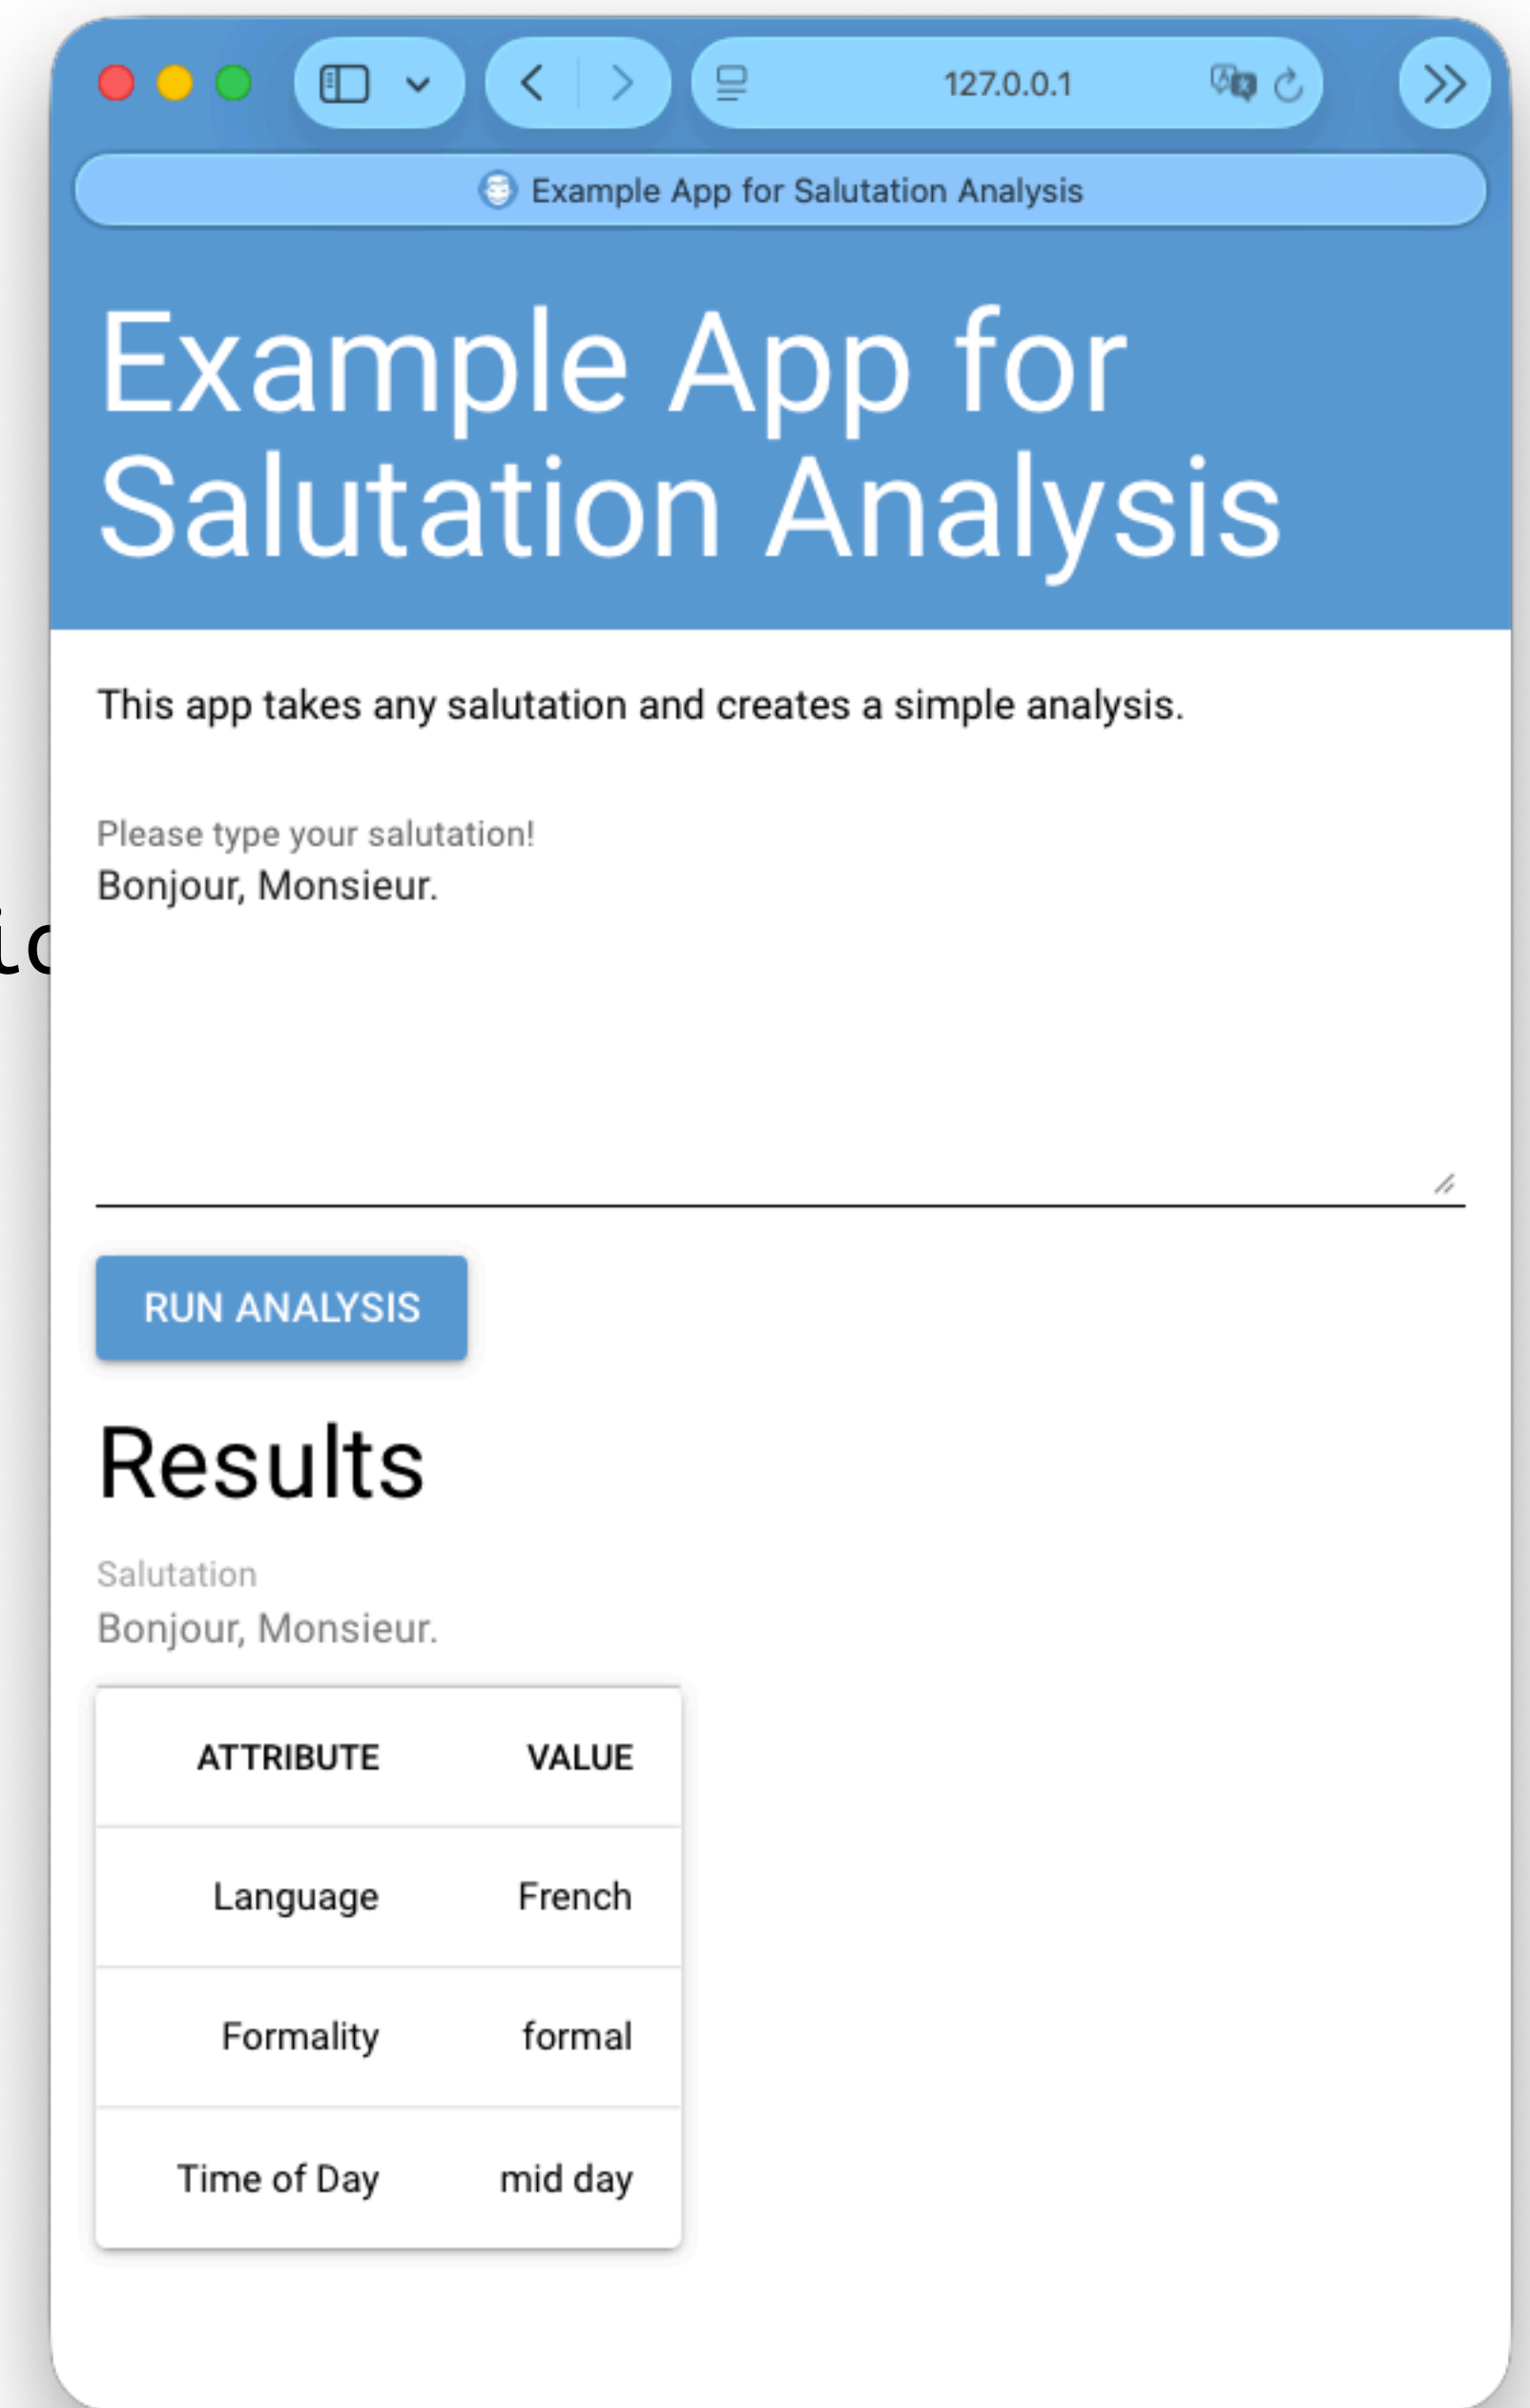 127.0.0.1
Example App for Salutation Analysis
Example App for
Salutation Analysis
This app takes any salutation and creates a simple analysis.
Please type your salutation!
Bonjour, Monsieur.
RUN ANALYSIS
Results
Salutation
Bonjour, Monsieur.
ATTRIBUTE VALUE
Language French
Formality formal
Time of Day mid day